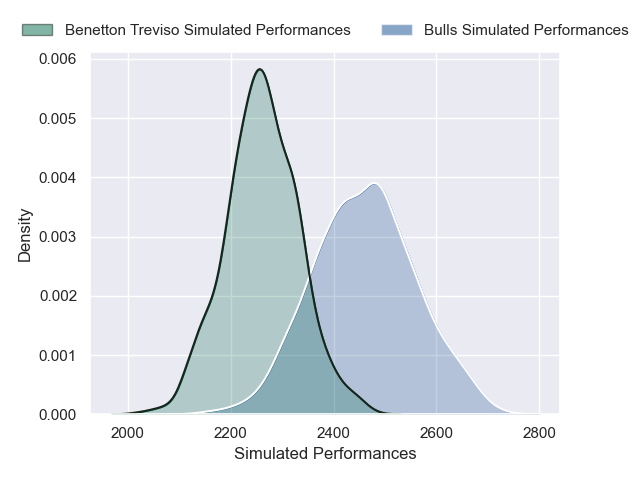 Benetton Treviso Simulated Performances Bulls Simulated Performances
0.006
0.005
0.004
0.003
0.002
0.001
0.000
Density
2000 2200 2400 2600 2800
Simulated Performances